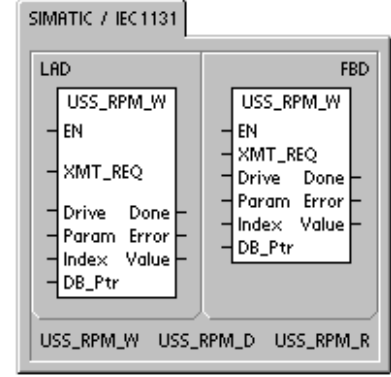 SIMATIC / IEC1131
LAD
FBD
USS_RPM_W
EN
XMT_REQ
Drive Done
Param Error
Index Value
DB_Ptr
USS_RPM_W
EN
XMT_REQ
Drive Done
Param Error
Index Value
DB_Ptr
USS_RPM_W USS_RPM_D USS_RPM_R